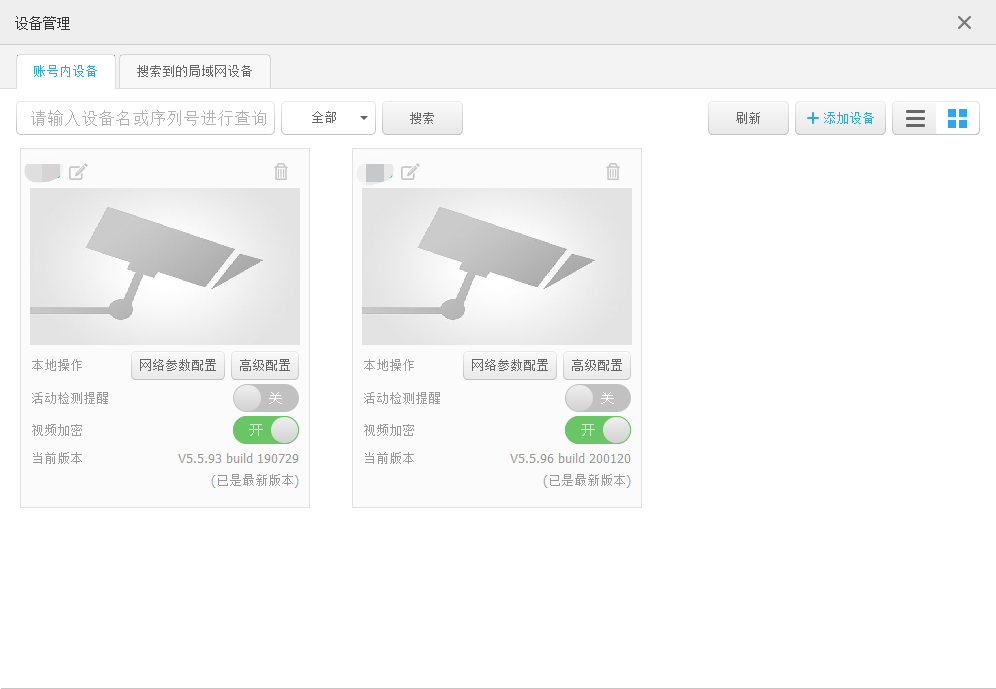 设备管理
账号内设备 搜索到的局域网设备
请输入设备名或序列号进行查询 全部 搜索 刷新 添加设备
本地操作 网络参数配置 高级配置
活动检测提醒 关
视频加密 开
当前版本 V5.5.93 build 190729
(已是最新版本)
本地操作 网络参数配置 高级配置
活动检测提醒 关
视频加密 开
当前版本 V5.5.96 build 200120
(已是最新版本)